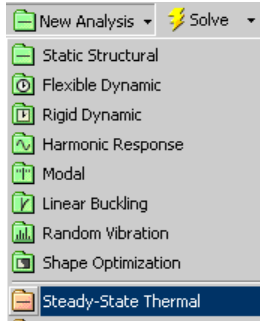 New Analysis Solve
Static Structural
Flexible Dynamic
Rigid Dynamic
Harmonic Response
Modal
Linear Buckling
Random Vibration
Shape Optimization
Steady-State Thermal